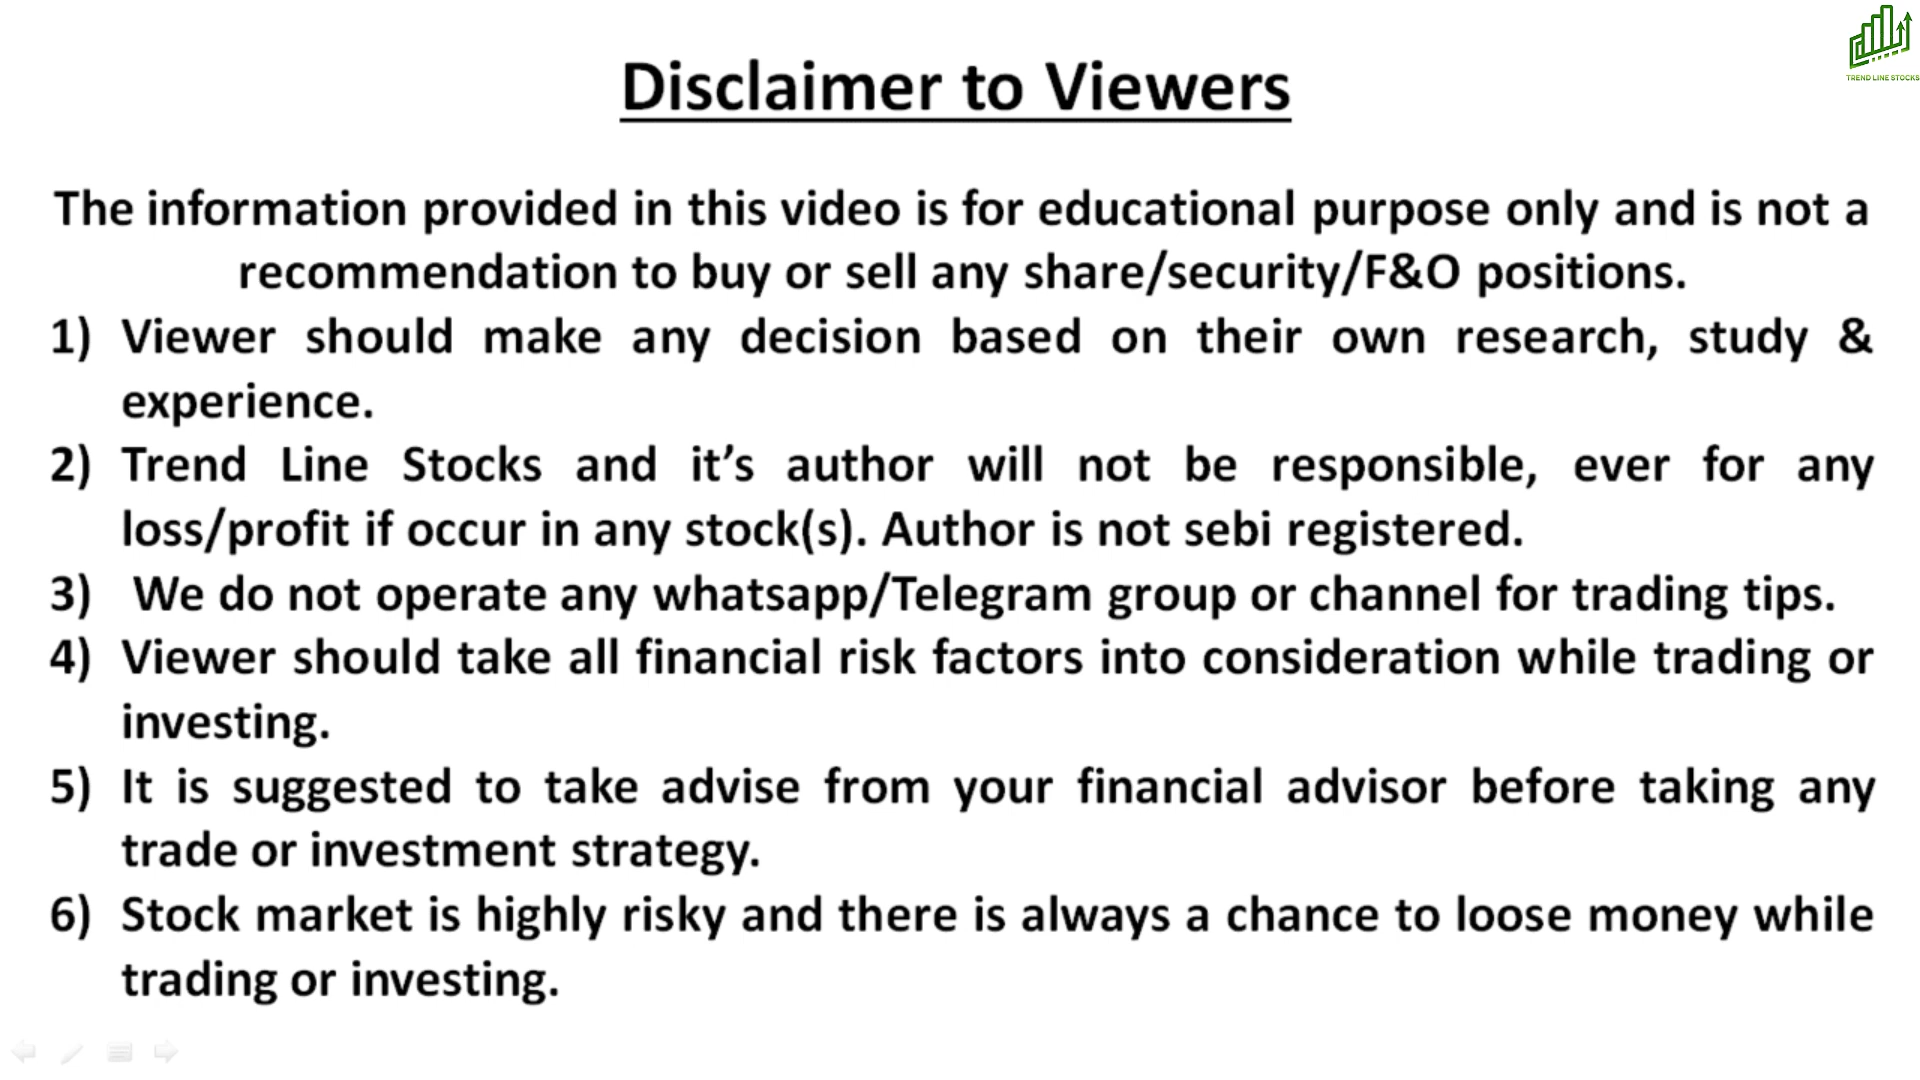 TREND LINE STOCKS
Disclaimer to Viewers
The information provided in this video is for educational purpose only and is not a
recommendation to buy or sell any share/security/F&O positions.
1) Viewer should make any decision based on their own research, study &
experience.
2) Trend Line Stocks and it’s author will not be responsible, ever for any
loss/profit if occur in any stock(s). Author is not sebi registered.
3) We do not operate any whatsapp/Telegram group or channel for trading tips.
4) Viewer should take all financial risk factors into consideration while trading or
investing.
5) It is suggested to take advise from your financial advisor before taking any
trade or investment strategy.
6) Stock market is highly risky and there is always a chance to loose money while
trading or investing.